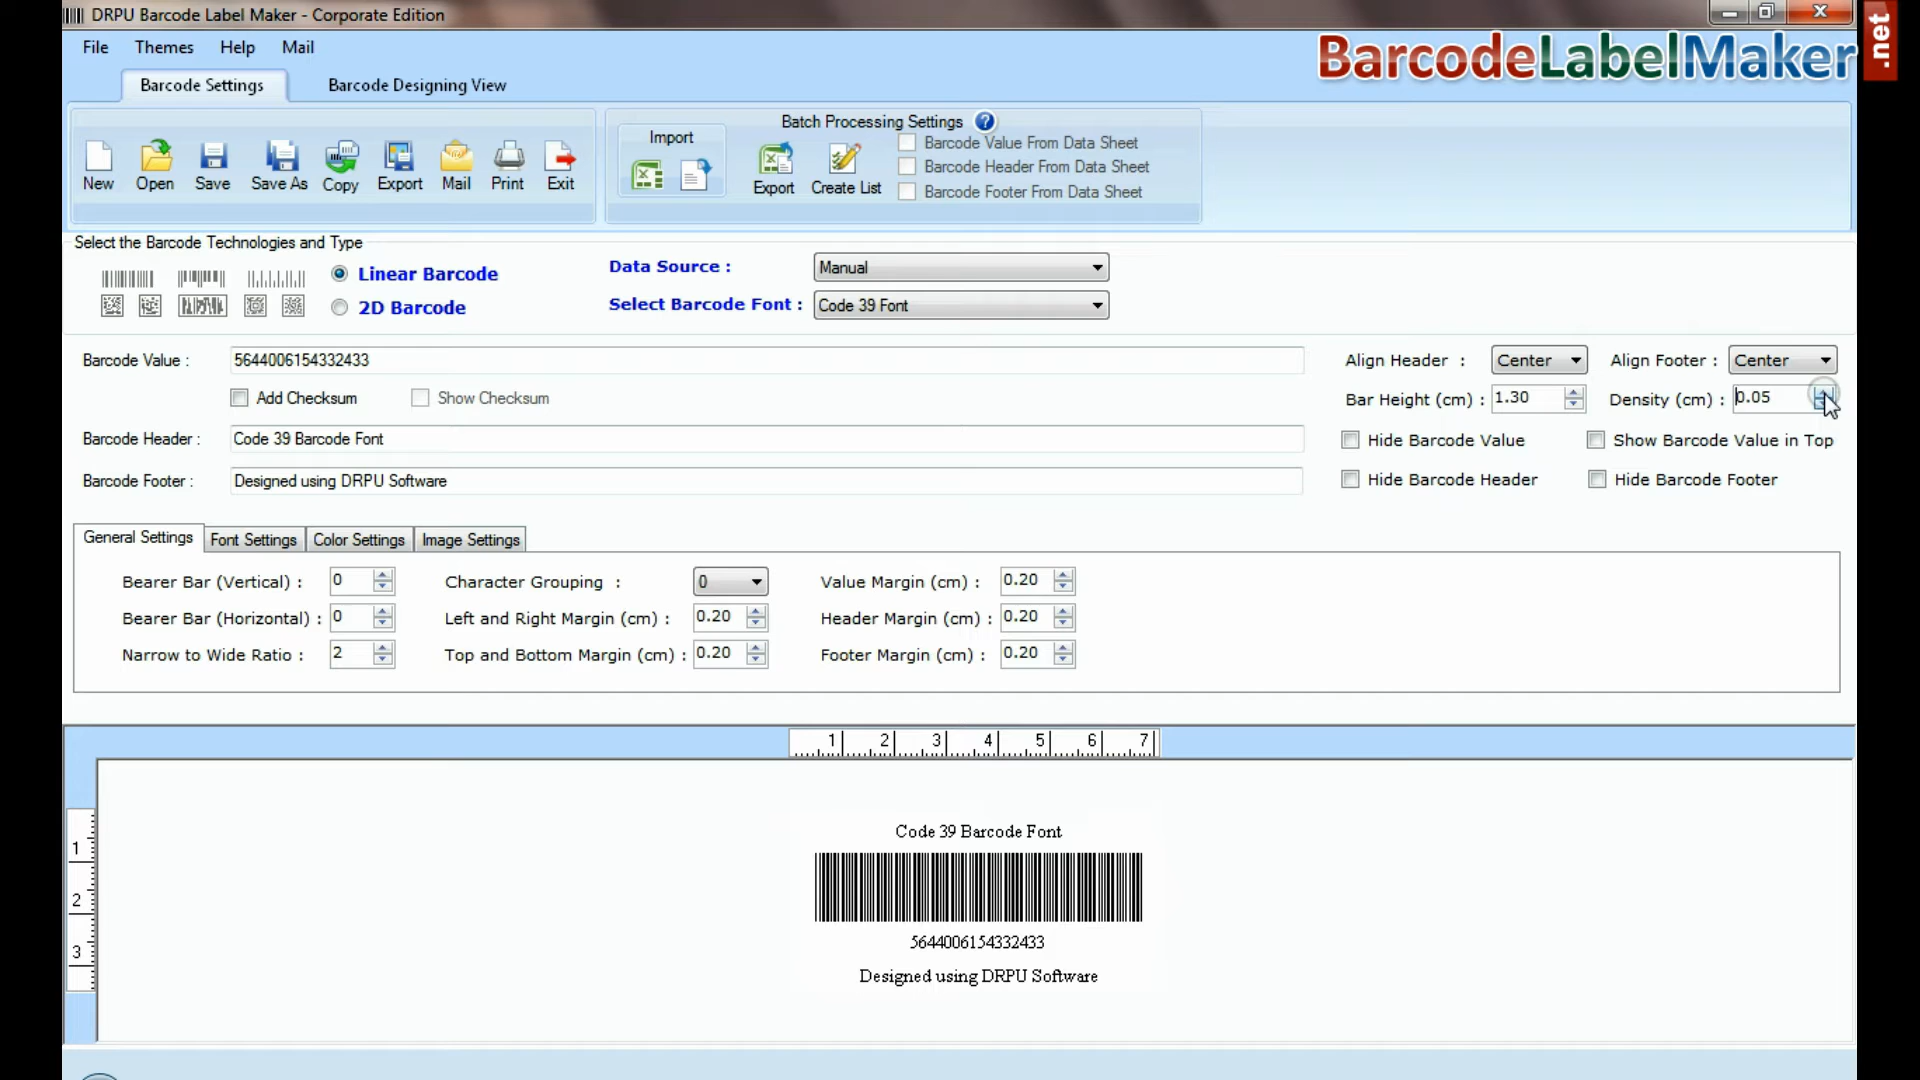 DRPU Barcode Label Maker - Corporate Edition
File Themes Help Mail
BarcodeLabelMaker .net
Barcode Settings Barcode Designing View
New Open Save Save As Copy Export Mail Print Exit
Import
Batch Processing Settings ?
Export Create List
Barcode Value From Data Sheet
Barcode Header From Data Sheet
Barcode Footer From Data Sheet
Select the Barcode Technologies and Type
Linear Barcode
2D Barcode
Data Source : Manual
Select Barcode Font : Code 39 Font
Barcode Value : 5644006154332433
Add Checksum Show Checksum
Barcode Header : Code 39 Barcode Font
Barcode Footer : Designed using DRPU Software
Align Header : Center Align Footer : Center
Bar Height (cm) : 1.30 Density (cm) : 0.05
Hide Barcode Value Show Barcode Value in Top
Hide Barcode Header Hide Barcode Footer
General Settings Font Settings Color Settings Image Settings
Bearer Bar (Vertical) : 0 Character Grouping : 0 Value Margin (cm) : 0.20
Bearer Bar (Horizontal) : 0 Left and Right Margin (cm) : 0.20 Header Margin (cm) : 0.20
Narrow to Wide Ratio : 2 Top and Bottom Margin (cm) : 0.20 Footer Margin (cm) : 0.20
1 2 3 4 5 6 7
1
2
3
Code 39 Barcode Font
5644006154332433
Designed using DRPU Software